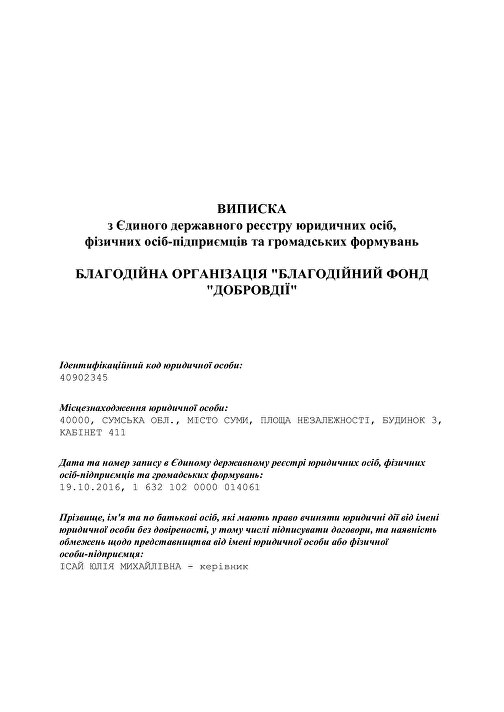 ВИПИСКА
з Єдиного державного реєстру юридичних осіб,
фізичних осіб-підприємців та громадських формувань
БЛАГОДІЙНА ОРГАНІЗАЦІЯ "БЛАГОДІЙНИЙ ФОНД
"ДОБРОВДІЇ"
Ідентифікаційний код юридичної особи:
40902345
Місцезнаходження юридичної особи:
40000, СУМСЬКА ОБЛ., МІСТО СУМИ, ПЛОЩА НЕЗАЛЕЖНОСТІ, БУДИНОК 3,
КАБІНЕТ 411
Дата та номер запису в Єдиному державному реєстрі юридичних осіб, фізичних
осіб-підприємців та громадських формувань:
19.10.2016, 1 632 102 0000 014061
Прізвище, ім'я та по батькові осіб, які мають право вчиняти юридичні дії від імені
юридичної особи без довіреності, у тому числі підписувати договори, та наявність
обмежень щодо представництва від імені юридичної особи або фізичної
особи-підприємця:
ІСАЙ ЮЛІЯ МИХАЙЛІВНА - керівник